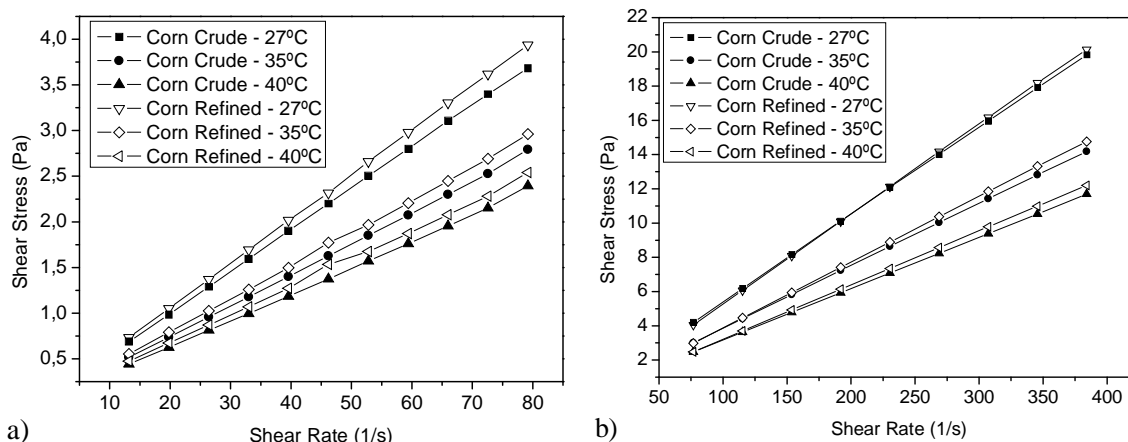 4,0
3,5
3,0
2,5
2,0
1,5
1,0
0,5
Shear Stress (Pa)
Corn Crude - 27ºC
Corn Crude - 35ºC
Corn Crude - 40ºC
Corn Refined - 27ºC
Corn Refined - 35ºC
Corn Refined - 40ºC
10 20 30 40 50 60 70 80
Shear Rate (1/s)
a)
22
20
18
16
14
12
10
8
6
4
2
Shear Stress (Pa)
Corn Crude - 27ºC
Corn Crude - 35ºC
Corn Crude - 40ºC
Corn Refined - 27ºC
Corn Refined - 35ºC
Corn Refined - 40ºC
50 100 150 200 250 300 350 400
Shear Rate (1/s)
b)